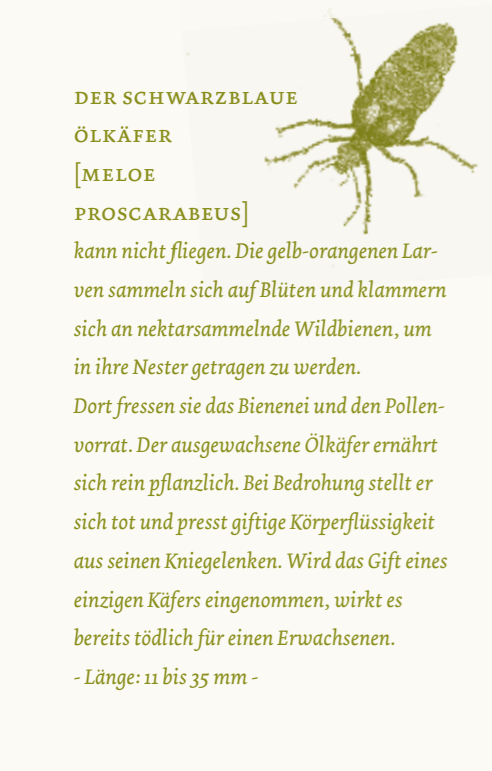 DER SCHWARZBLAUE
ÖLKÄFER
[MELOE
PROSCARABEUS]
kann nicht fliegen. Die gelb-orangenen Lar-
ven sammeln sich auf Blüten und klammern
sich an nektarsammelnde Wildbienen, um
in ihre Nester getragen zu werden.
Dort fressen sie das Bienenei und den Pollen-
vorrat. Der ausgewachsene Ölkäfer ernährt
sich rein pflanzlich. Bei Bedrohung stellt er
sich tot und presst giftige Körperflüssigkeit
aus seinen Kniegelenken. Wird das Gift eines
einzigen Käfers eingenommen, wirkt es
bereits tödlich für einen Erwachsenen.
- Länge: 11 bis 35 mm -